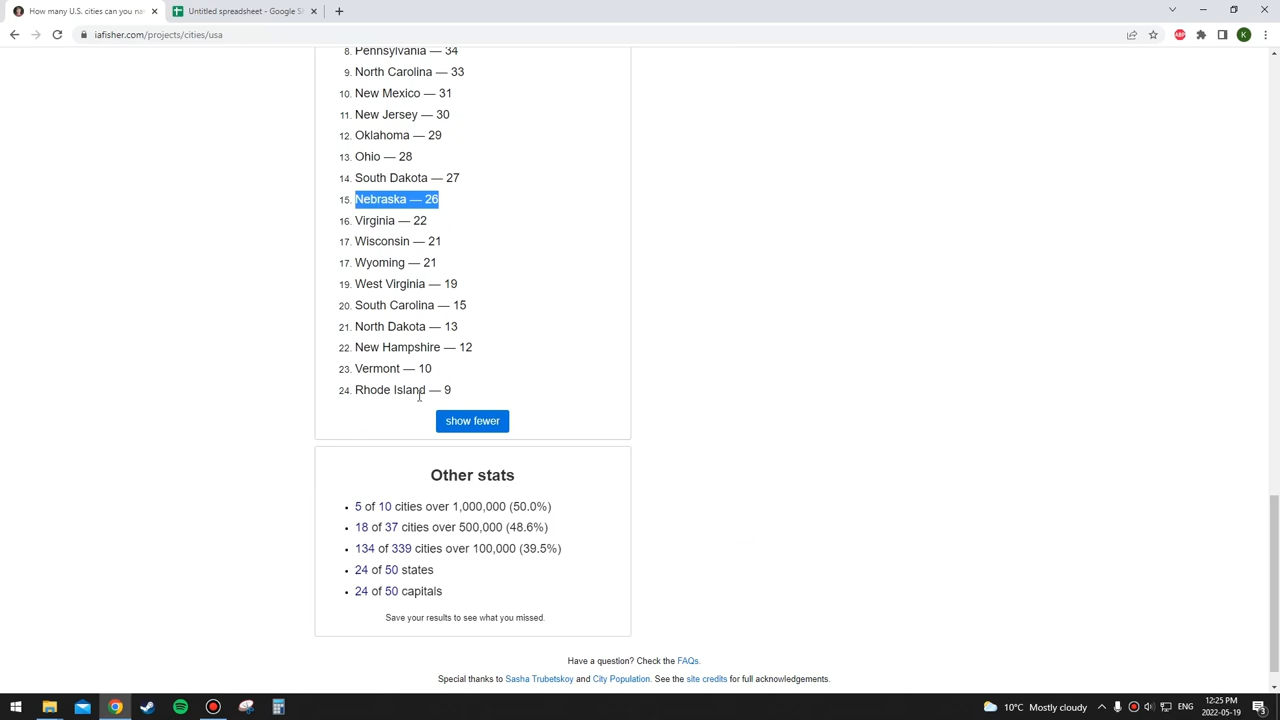 How many U.S. cities can you na
Untitled spreadsheet - Google Sh
iafisher.com/projects/cities/usa
ABP
K
8. Pennsylvania — 34
9. North Carolina — 33
10. New Mexico — 31
11. New Jersey — 30
12. Oklahoma — 29
13. Ohio — 28
14. South Dakota — 27
15. Nebraska — 26
16. Virginia — 22
17. Wisconsin — 21
17. Wyoming — 21
19. West Virginia — 19
20. South Carolina — 15
21. North Dakota — 13
22. New Hampshire — 12
23. Vermont — 10
24. Rhode Island — 9
show fewer
Other stats
• 5 of 10 cities over 1,000,000 (50.0%)
• 18 of 37 cities over 500,000 (48.6%)
• 134 of 339 cities over 100,000 (39.5%)
• 24 of 50 states
• 24 of 50 capitals
Save your results to see what you missed.
Have a question? Check the FAQs.
Special thanks to Sasha Trubetskoy and City Population. See the site credits for full acknowledgements.
10°C Mostly cloudy
ENG
12:25 PM
2022-05-19
3